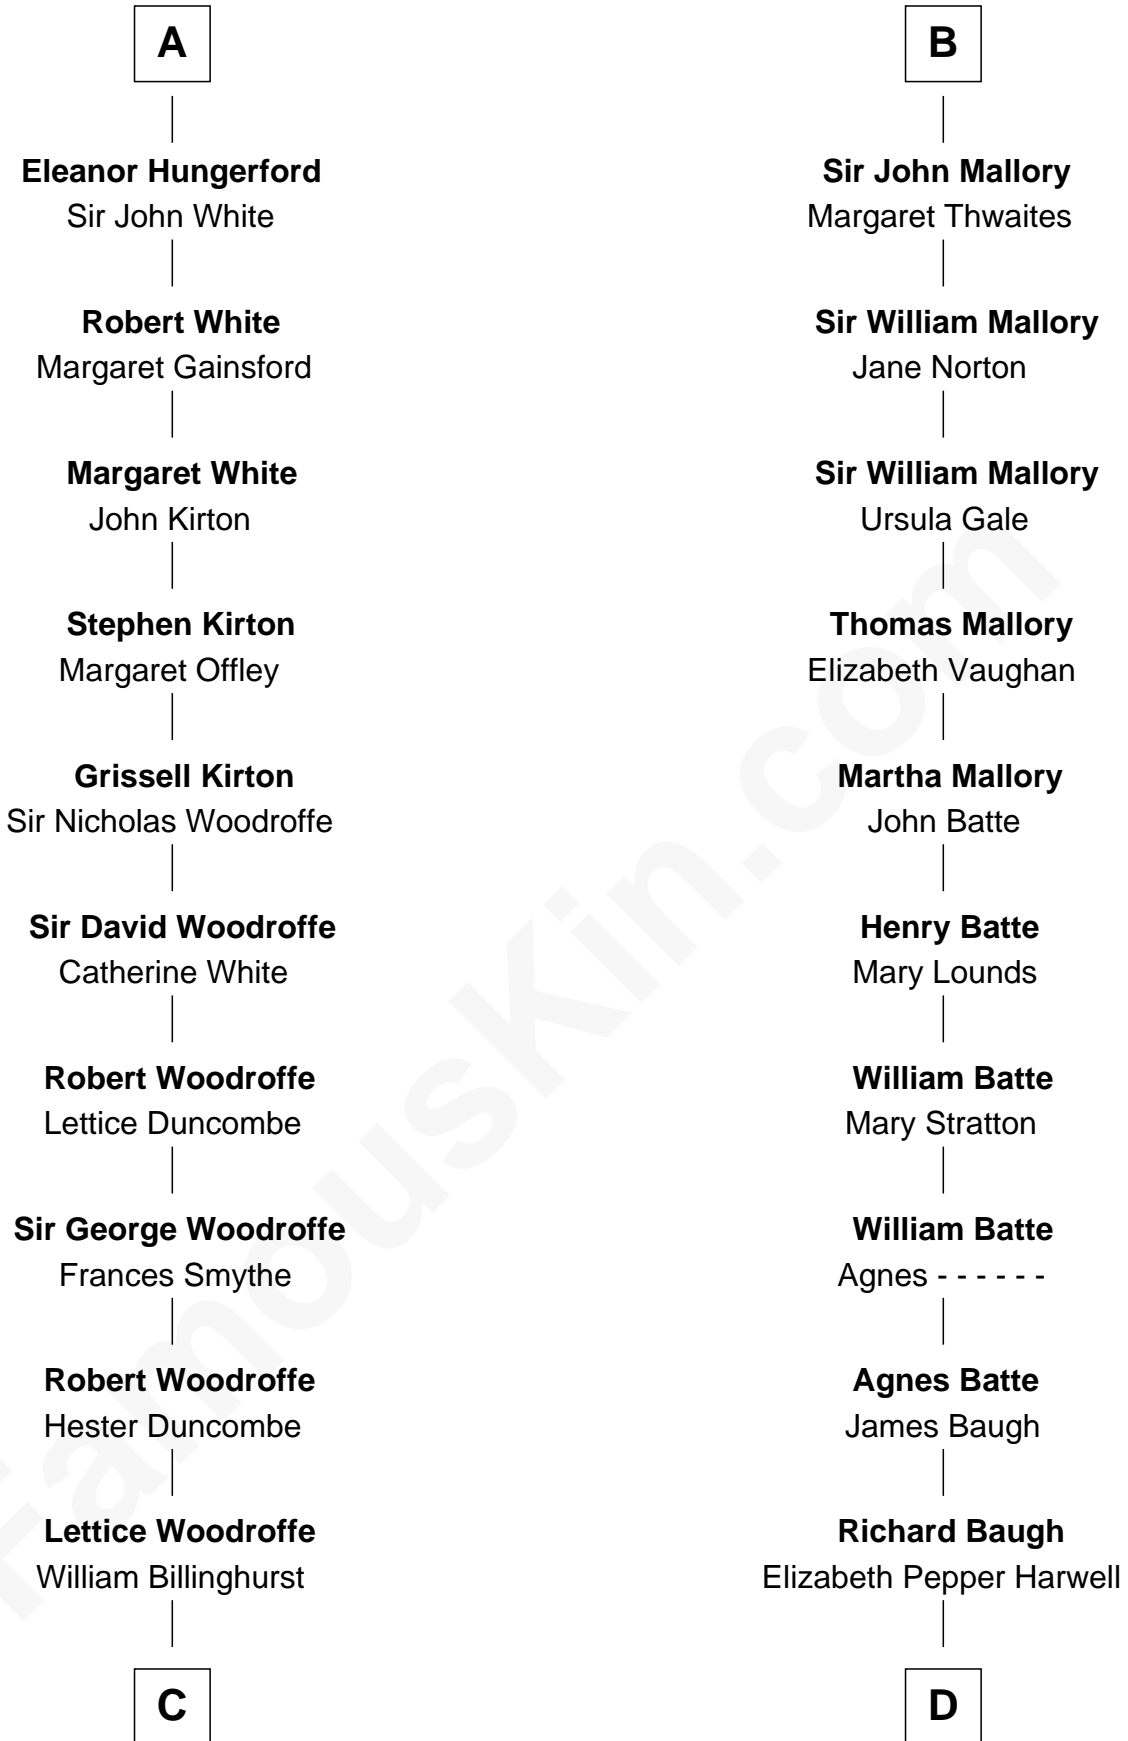 A
Eleanor Hungerford
Sir John White
Robert White
Margaret Gainsford
Margaret White
John Kirton
Stephen Kirton
Margaret Offley
Grissell Kirton
Sir Nicholas Woodroffe
Sir David Woodroffe
Catherine White
Robert Woodroffe
Lettice Duncombe
Sir George Woodroffe
Frances Smythe
Robert Woodroffe
Hester Duncombe
Lettice Woodroffe
William Billinghurst
C
B
Sir John Mallory
Margaret Thwaites
Sir William Mallory
Jane Norton
Sir William Mallory
Ursula Gale
Thomas Mallory
Elizabeth Vaughan
Martha Mallory
John Batte
Henry Batte
Mary Lounds
William Batte
Mary Stratton
William Batte
Agnes - - - - - -
Agnes Batte
James Baugh
Richard Baugh
Elizabeth Pepper Harwell
D
FamousKin.com